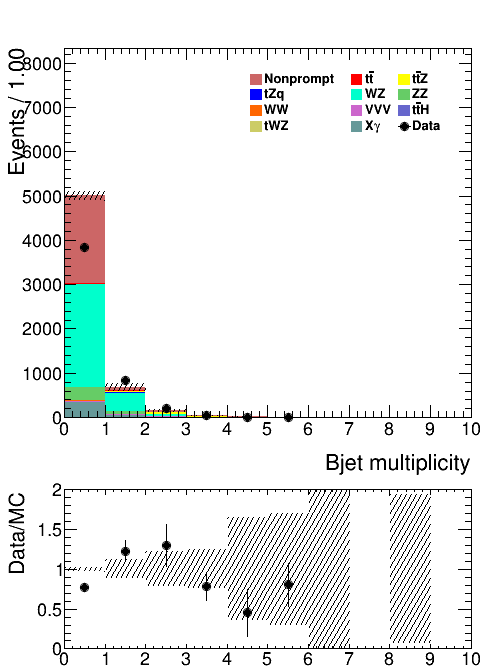 Events / 1.00
8000
7000
6000
5000
4000
3000
2000
1000
0
Nonprompt tt̄ tt̄Z
tZq WZ ZZ
WW VVV tt̄H
tWZ Xγ Data
0 1 2 3 4 5 6 7 8 9 10
Bjet multiplicity
Data/MC
2
1.5
1
0.5
0
0 1 2 3 4 5 6 7 8 9 10